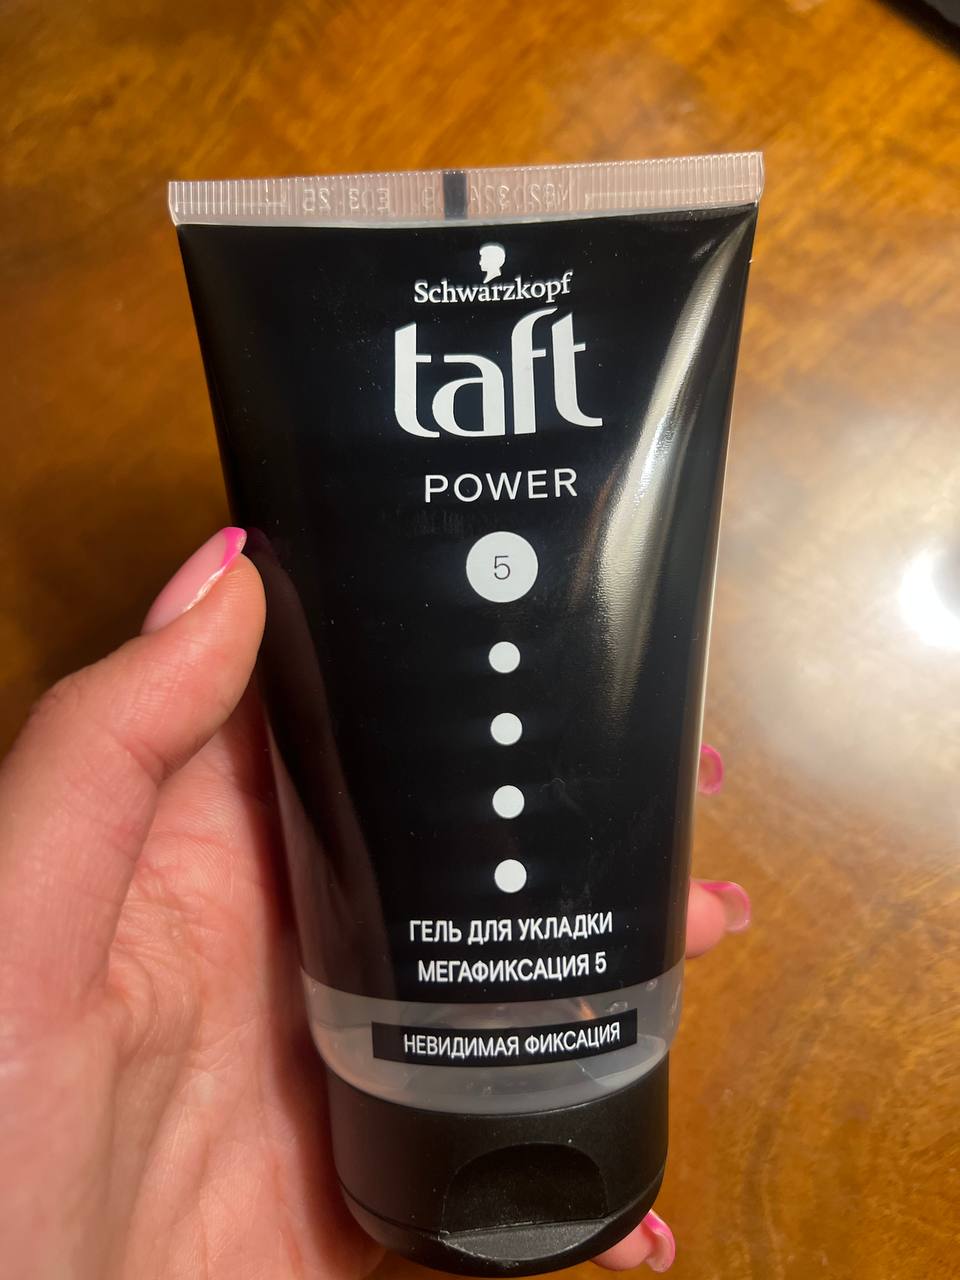 Schwarzkopf
taft
POWER
5
ГЕЛЬ ДЛЯ УКЛАДКИ
МЕГАФИКСАЦИЯ 5
НЕВИДИМАЯ ФИКСАЦИЯ